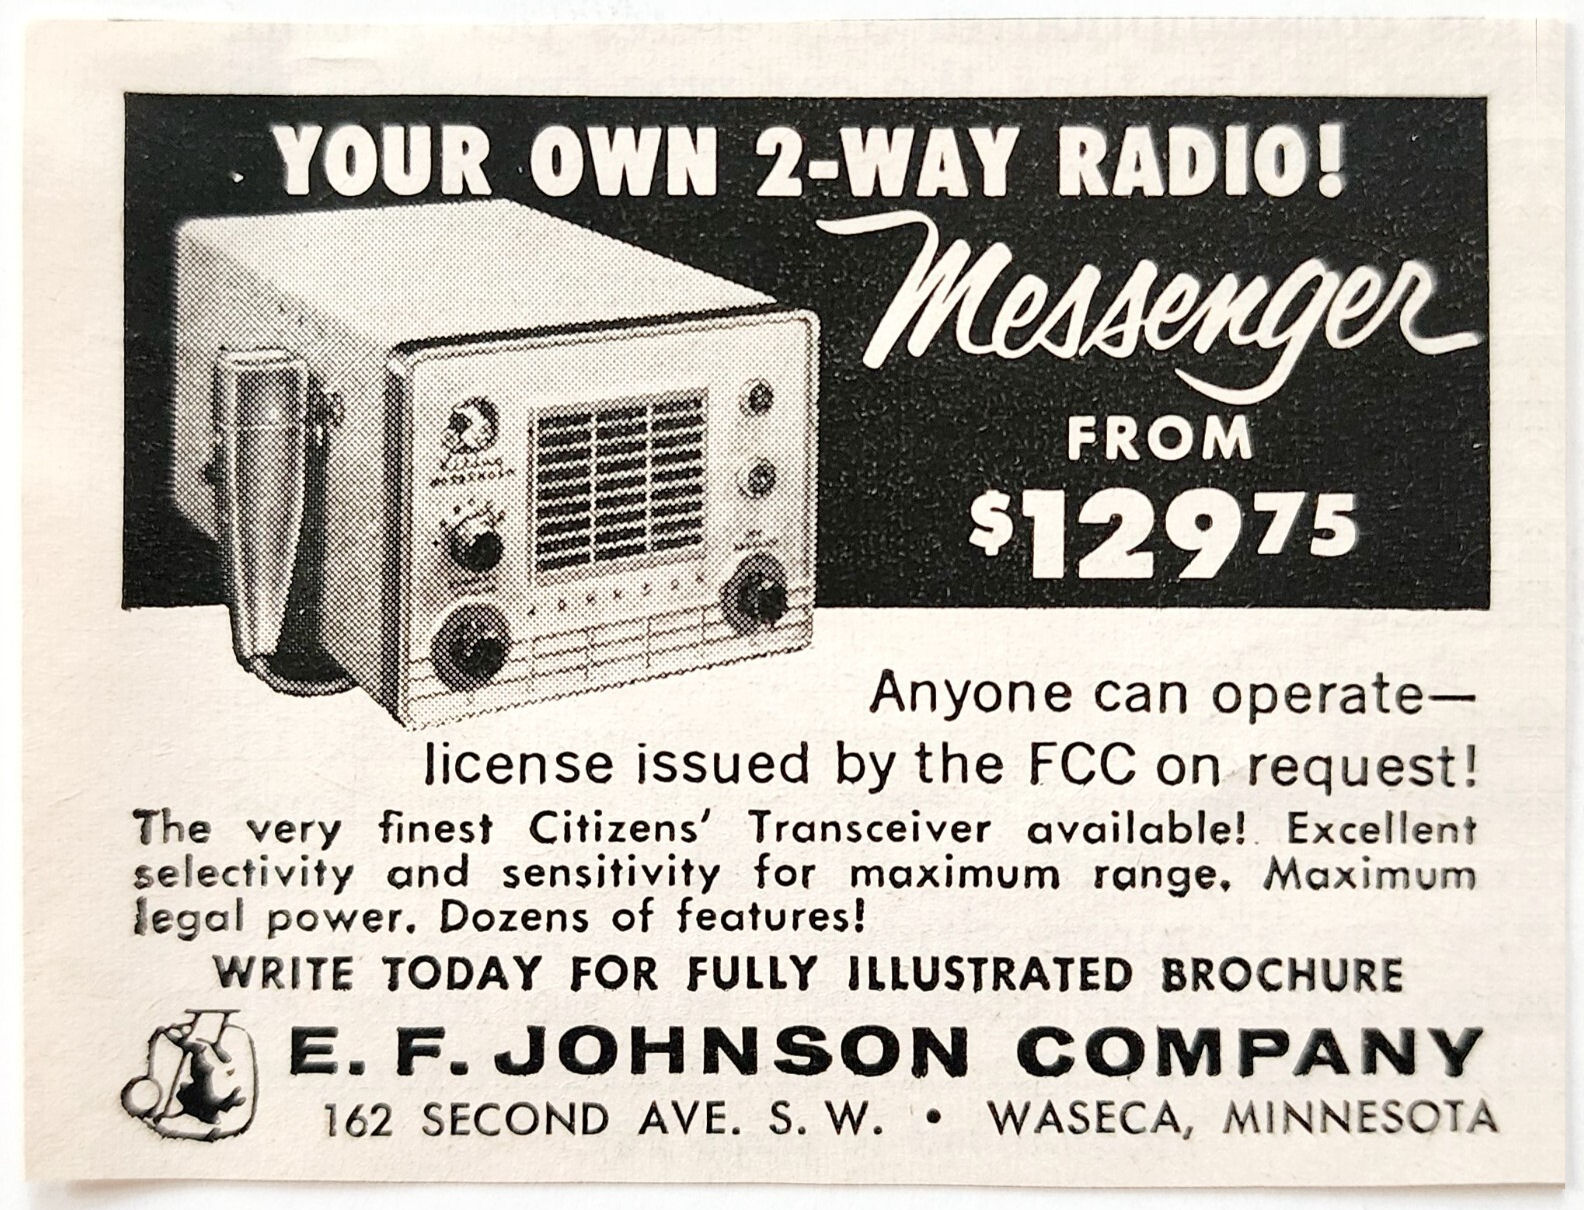 YOUR OWN 2-WAY RADIO!
Messenger
FROM
$129 75
Anyone can operate—
license issued by the FCC on request!
The very finest Citizens' Transceiver available! Excellent
selectivity and sensitivity for maximum range. Maximum
legal power. Dozens of features!
WRITE TODAY FOR FULLY ILLUSTRATED BROCHURE
E. F. JOHNSON COMPANY
162 SECOND AVE. S. W. • WASECA, MINNESOTA